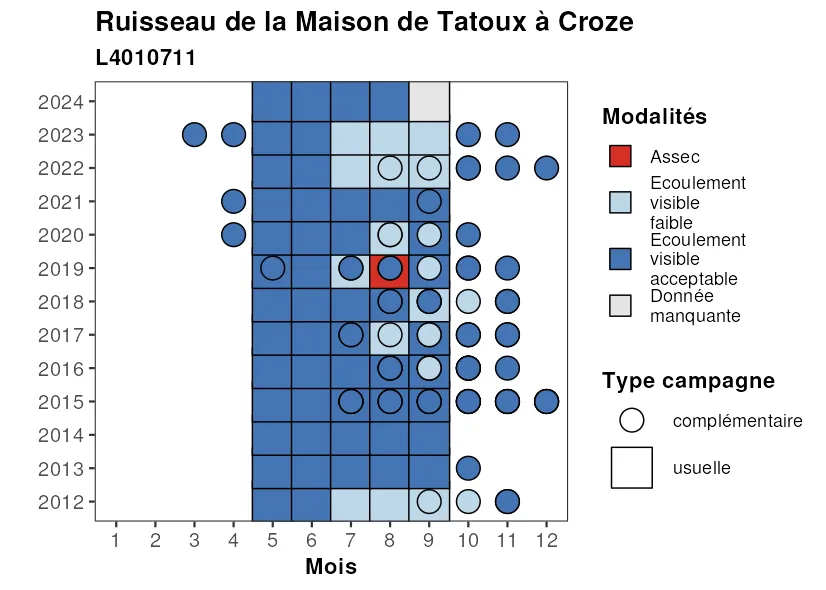 Ruisseau de la Maison de Tatoux à Croze
L4010711
2024
2023
2022
2021
2020
2019
2018
2017
2016
2015
2014
2013
2012
1 2 3 4 5 6 7 8 9 10 11 12
Mois
Modalités
Assec
Ecoulement
visible
faible
Ecoulement
visible
acceptable
Donnée
manquante
Type campagne
complémentaire
usuelle